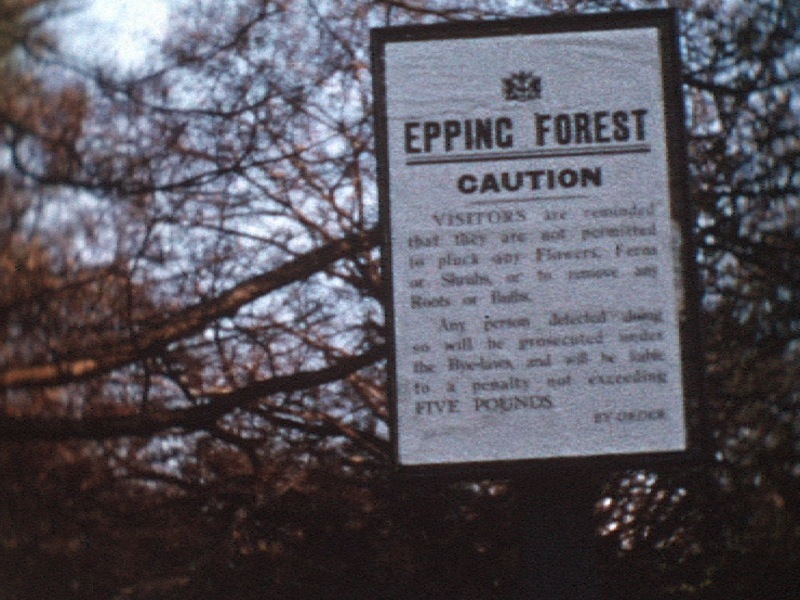 EPPING FOREST
CAUTION
VISITORS are reminded
that they are not permitted
to pluck any Flowers, Ferns
or Shrubs, or to remove any
Roots or Bulbs.
Any person detected doing
so will be prosecuted under
the Bye-laws, and will be liable
to a penalty not exceeding
FIVE POUNDS.
BY ORDER